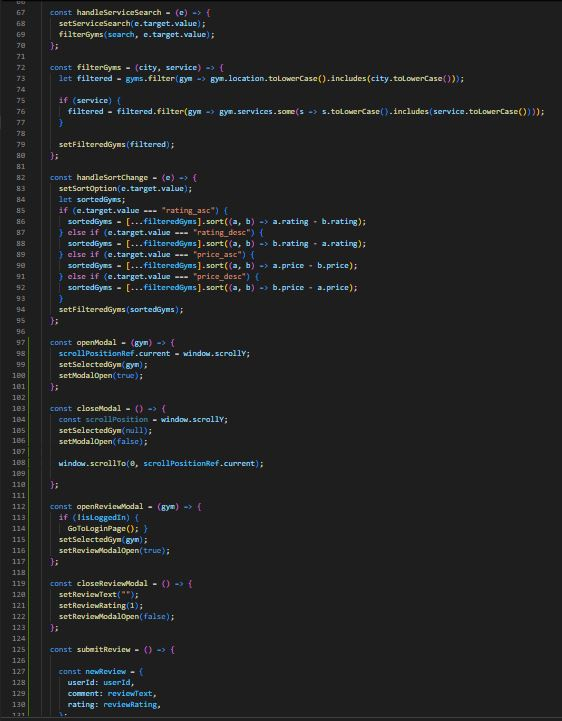 67 const handleServiceSearch = (e) => {
68 setServiceSearch(e.target.value);
69 filterGyms(search, e.target.value);
70 };
71
72 const filterGyms = (city, service) => {
73 let filtered = gyms.filter(gym => gym.location.toLowerCase().includes(city.toLowerCase()));
74
75 if (service) {
76 filtered = filtered.filter(gym => gym.services.some(s => s.toLowerCase().includes(service.toLowerCase())));
77 }
78
79 setFilteredGyms(filtered);
80 };
81
82 const handleSortChange = (e) => {
83 setSortOption(e.target.value);
84 let sortedGyms;
85 if (e.target.value === "rating_asc") {
86 sortedGyms = [...filteredGyms].sort((a, b) => a.rating - b.rating);
87 } else if (e.target.value === "rating_desc") {
88 sortedGyms = [...filteredGyms].sort((a, b) => b.rating - a.rating);
89 } else if (e.target.value === "price_asc") {
90 sortedGyms = [...filteredGyms].sort((a, b) => a.price - b.price);
91 } else if (e.target.value === "price_desc") {
92 sortedGyms = [...filteredGyms].sort((a, b) => b.price - a.price);
93 }
94 setFilteredGyms(sortedGyms);
95 };
96
97 const openModal = (gym) => {
98 scrollPositionRef.current = window.scrollY;
99 setSelectedGym(gym);
100 setModalOpen(true);
101 };
102
103 const closeModal = () => {
104 const scrollPosition = window.scrollY;
105 setSelectedGym(null);
106 setModalOpen(false);
107
108 window.scrollTo(0, scrollPositionRef.current);
109
110 };
111
112 const openReviewModal = (gym) => {
113 if (!isLoggedIn) {
114 GoToLoginPage(); }
115 setSelectedGym(gym);
116 setReviewModalOpen(true);
117 };
118
119 const closeReviewModal = () => {
120 setReviewText("");
121 setReviewRating(1);
122 setReviewModalOpen(false);
123 };
124
125 const submitReview = () => {
126
127 const newReview = {
128 userId: userId,
129 comment: reviewText,
130 rating: reviewRating,
131 };